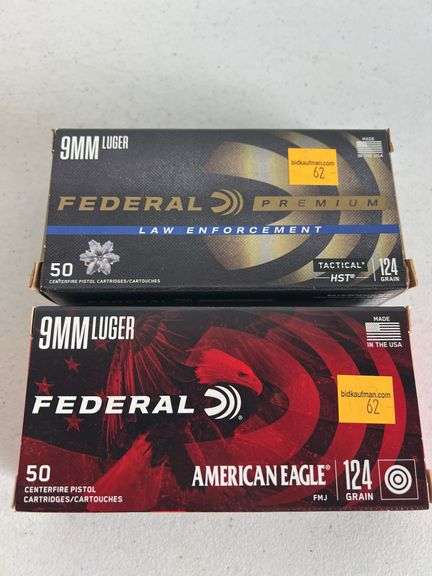 9MM LUGER
MADE
IN THE USA
bidkaufman.com
62
FEDERAL PREMIUM
LAW ENFORCEMENT
50
CENTERFIRE PISTOL CARTRIDGES/CARTOUCHES
TACTICAL®
HST®
124
GRAIN
9MM LUGER
MADE
IN THE USA
bidkaufman.com
62
FEDERAL
50
CENTERFIRE PISTOL
CARTRIDGES/CARTOUCHES
AMERICAN EAGLE®
FMJ
124
GRAIN